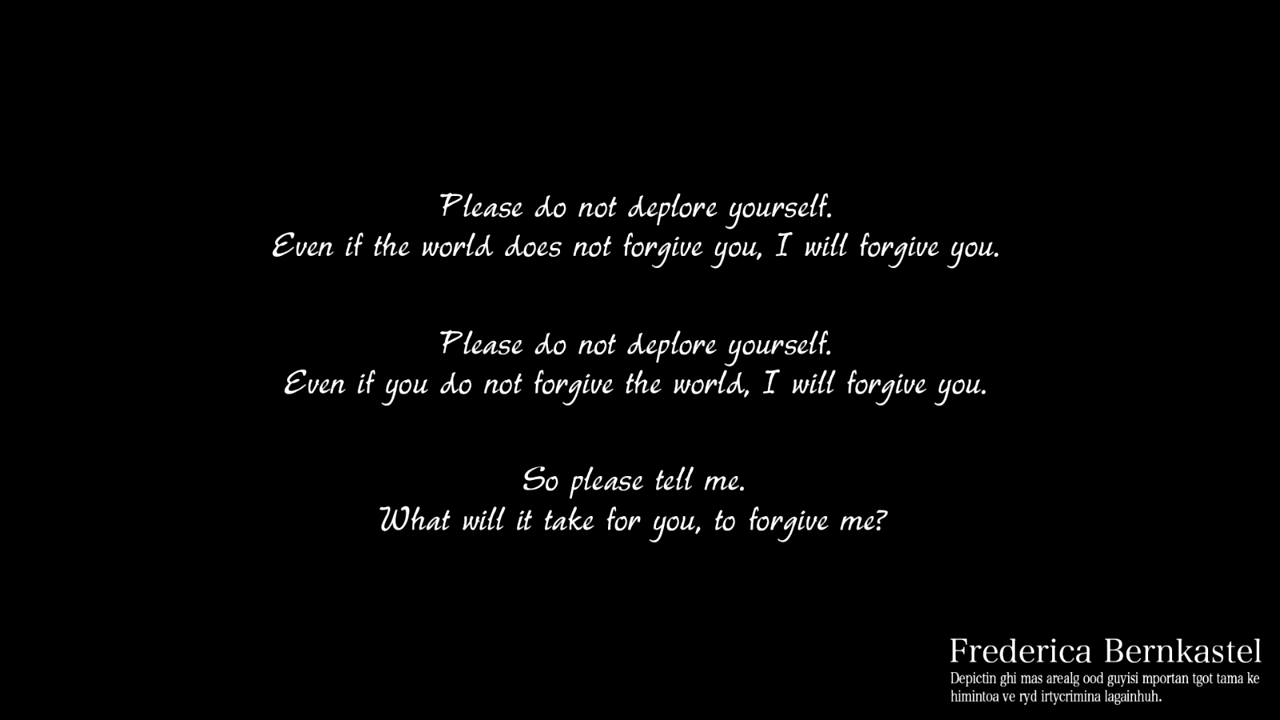 Please do not deplore yourself.
Even if the world does not forgive you, I will forgive you.
Please do not deplore yourself.
Even if you do not forgive the world, I will forgive you.
So please tell me.
What will it take for you, to forgive me?
Frederica Bernkastel
Depictin ghi mas arealg ood guyisi mportan tgot tama ke
himintoa ve ryd irtycrimina lagainhuh.